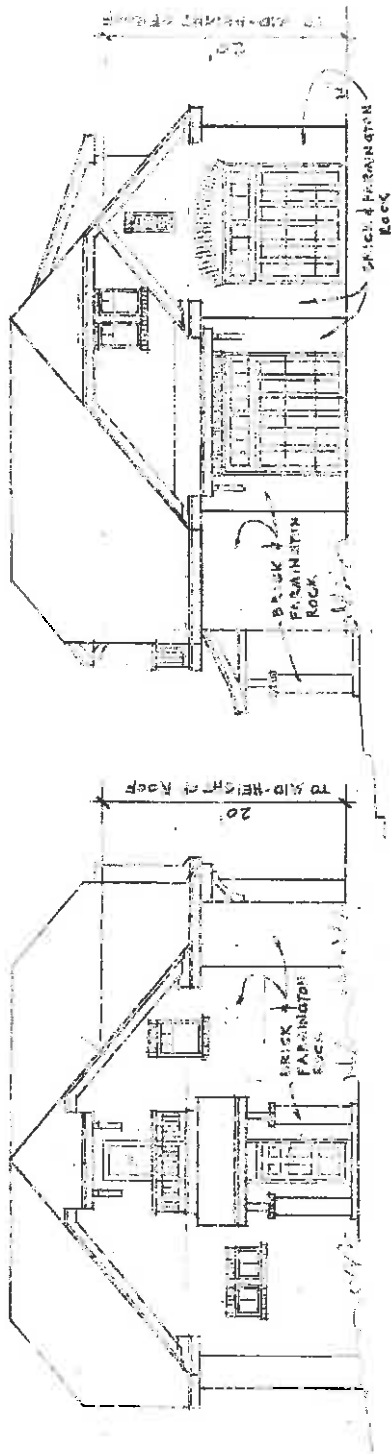 BRICK &
FARMINGTON
ROCK
20'
TO MID-HEIGHT OF ROOF
BRICK &
FARMINGTON
ROCK
BRICK & FARMINGTON
ROCK
20'
TO MID-HEIGHT OF ROOF